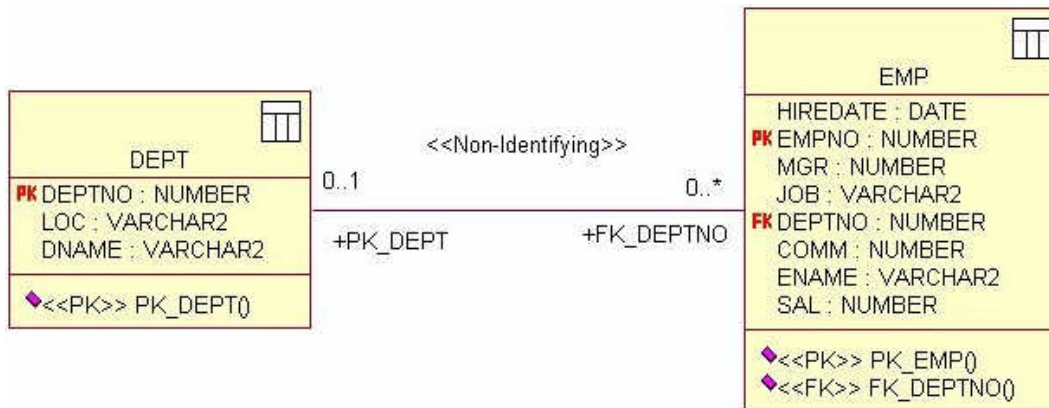 DEPT
PK DEPTNO : NUMBER
LOC : VARCHAR2
DNAME : VARCHAR2
<<PK>> PK_DEPT()
<<Non-Identifying>>
0..1
0..*
+PK_DEPT
+FK_DEPTNO
EMP
HIREDATE : DATE
PK EMPNO : NUMBER
MGR : NUMBER
JOB : VARCHAR2
FK DEPTNO : NUMBER
COMM : NUMBER
ENAME : VARCHAR2
SAL : NUMBER
<<PK>> PK_EMP()
<<FK>> FK_DEPTNO()